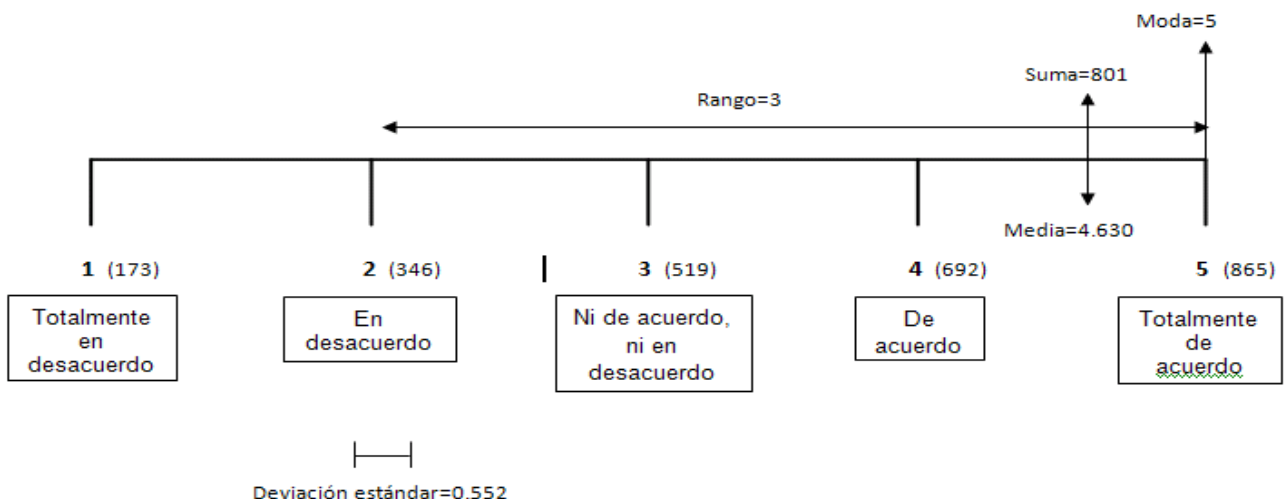 Moda=5
Suma=801
Rango=3
Media=4.630
1 (173)
2 (346)
3 (519)
4 (692)
5 (865)
Totalmente
en
desacuerdo
En
desacuerdo
Ni de acuerdo,
ni en
desacuerdo
De
acuerdo
Totalmente
de
acuerdo
Desviación estándar=0.552